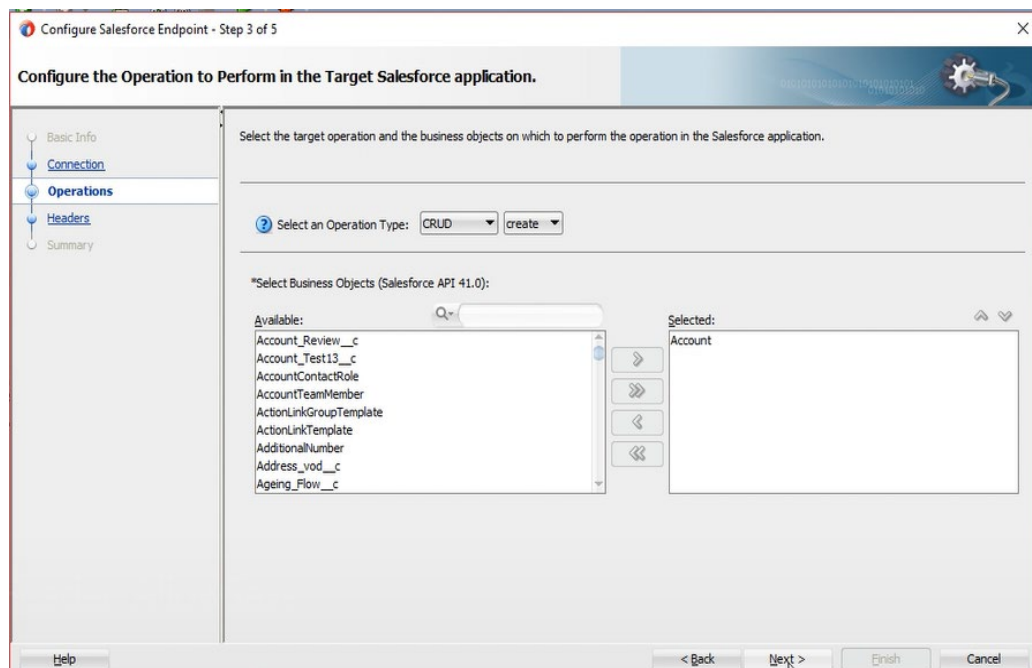 Configure Salesforce Endpoint - Step 3 of 5
Configure the Operation to Perform in the Target Salesforce application.
Basic Info
Connection
Operations
Headers
Summary
Select the target operation and the business objects on which to perform the operation in the Salesforce application.
Select an Operation Type: CRUD create
*Select Business Objects (Salesforce API 41.0):
Available:
Account_Review__c
Account_Test13__c
AccountContactRole
AccountTeamMember
ActionLinkGroupTemplate
ActionLinkTemplate
AdditionalNumber
Address_vod__c
Ageing_Flow__c
Selected:
Account
Help
< Back
Next >
Finish
Cancel